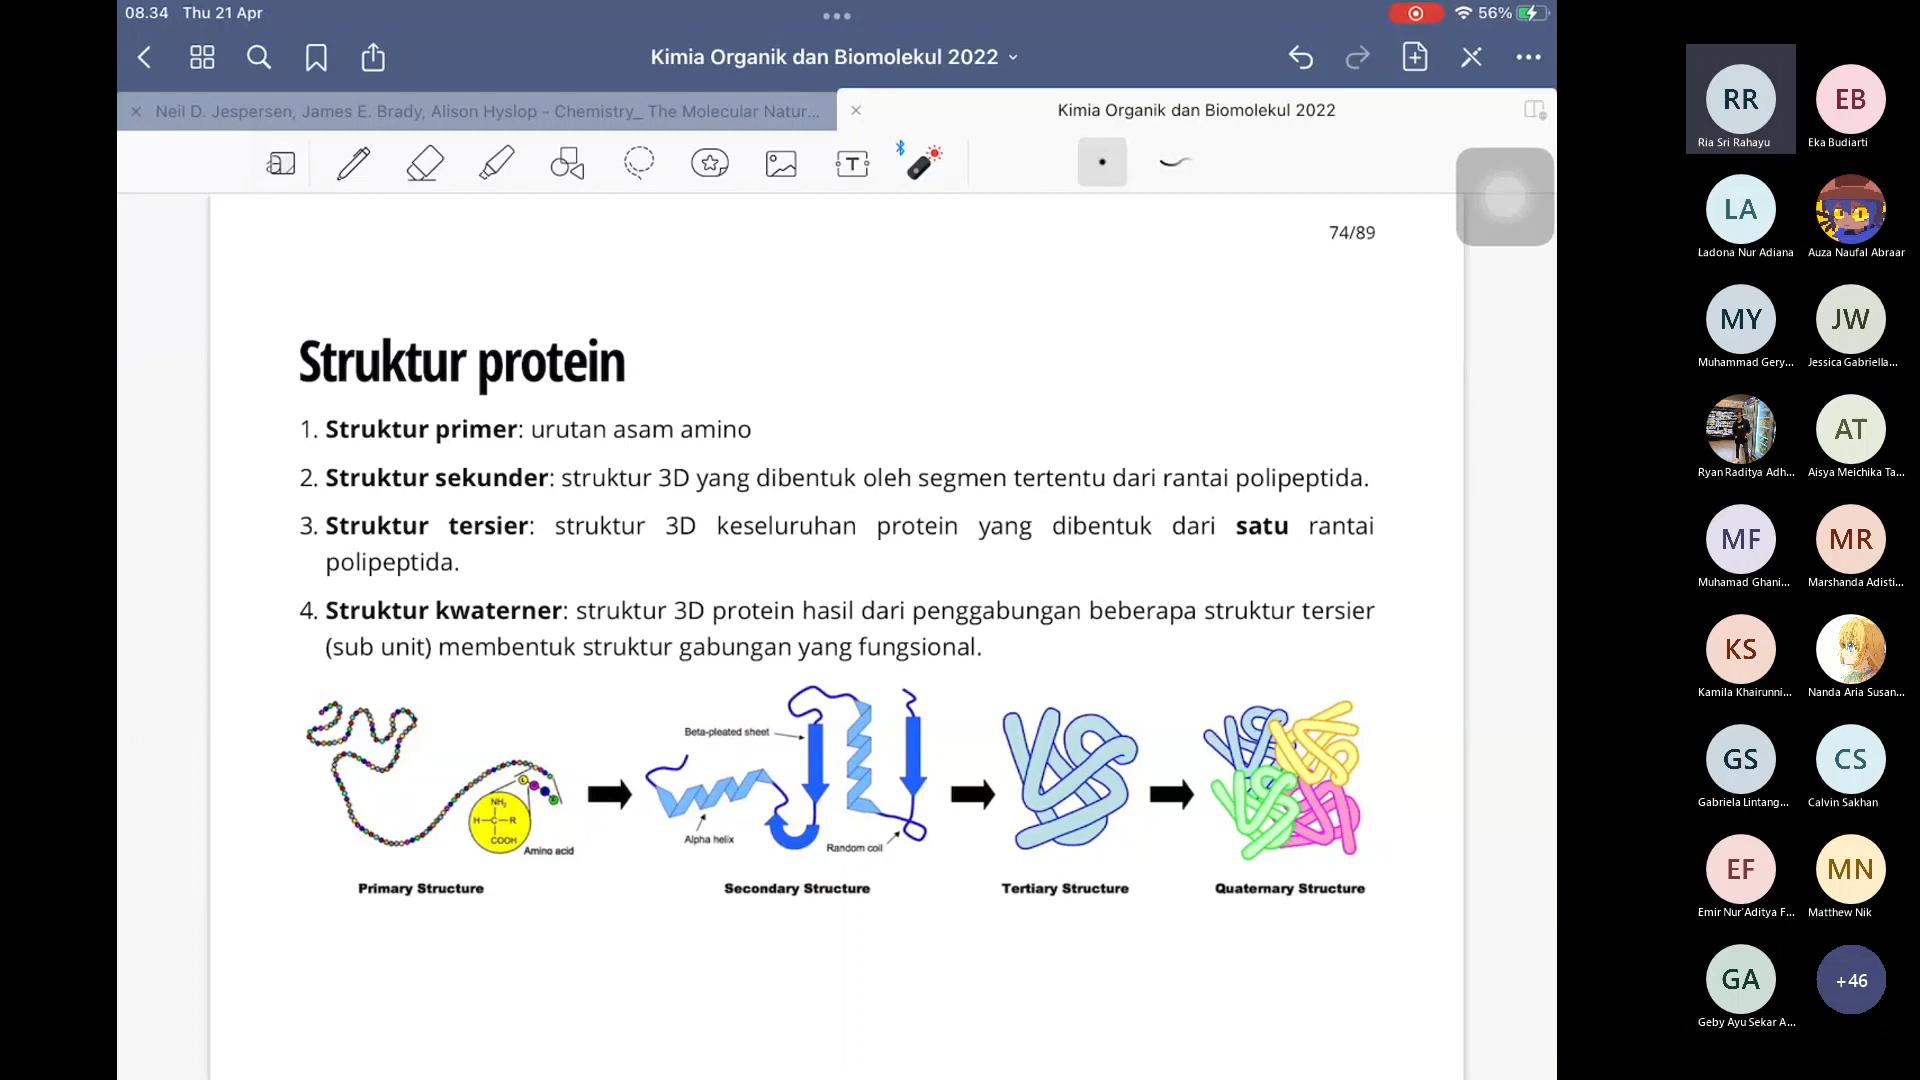 08.34 Thu 21 Apr
56%
Kimia Organik dan Biomolekul 2022
Neil D. Jespersen, James E. Brady, Alison Hyslop - Chemistry_ The Molecular Natur...
Kimia Organik dan Biomolekul 2022
T
74/89
Struktur protein
1. Struktur primer: urutan asam amino
2. Struktur sekunder: struktur 3D yang dibentuk oleh segmen tertentu dari rantai polipeptida.
3. Struktur tersier: struktur 3D keseluruhan protein yang dibentuk dari satu rantai
polipeptida.
4. Struktur kwaterner: struktur 3D protein hasil dari penggabungan beberapa struktur tersier
(sub unit) membentuk struktur gabungan yang fungsional.
Beta-pleated sheet
NH2
H-C-R
COOH
Amino acid
Alpha helix
Random coil
Primary Structure
Secondary Structure
Tertiary Structure
Quaternary Structure
RR EB
Ria Sri Rahayu Eka Budiarti
LA
Ladona Nur Adiana Auza Naufal Abraar
MY JW
Muhammad Gery... Jessica Gabriella...
AT
Ryan Raditya Adh... Aisya Meichika Ta...
MF MR
Muhamad Ghani... Marshanda Adisti...
KS
Kamila Khairunni... Nanda Aria Susan...
GS CS
Gabriela Lintang... Calvin Sakhan
EF MN
Emir Nur'Aditya F... Matthew Nik
GA +46
Geby Ayu Sekar A...